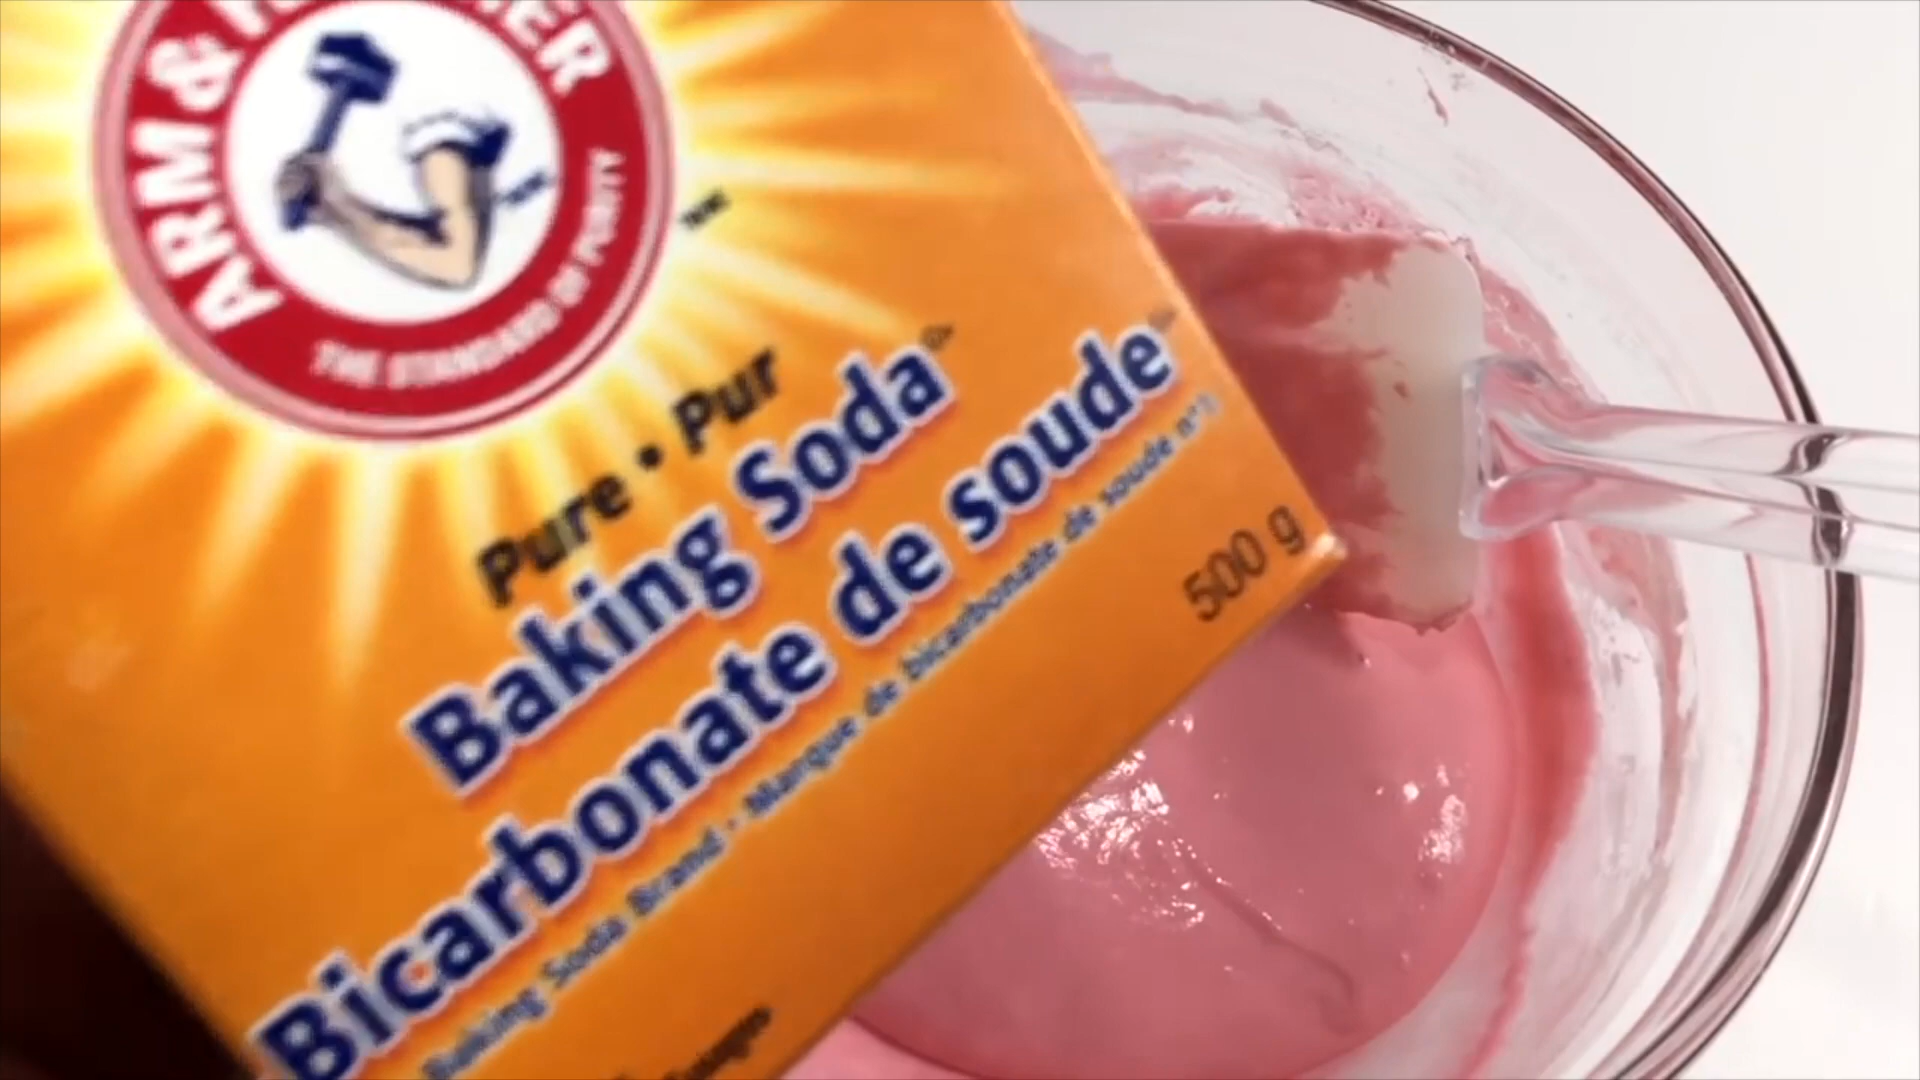 ARM &
THE STANDARD OF PURITY
Pure • Pur
Baking Soda
Bicarbonate de soude
Baking Soda Brand • Marque de bicarbonate de soude n° 1
500 g